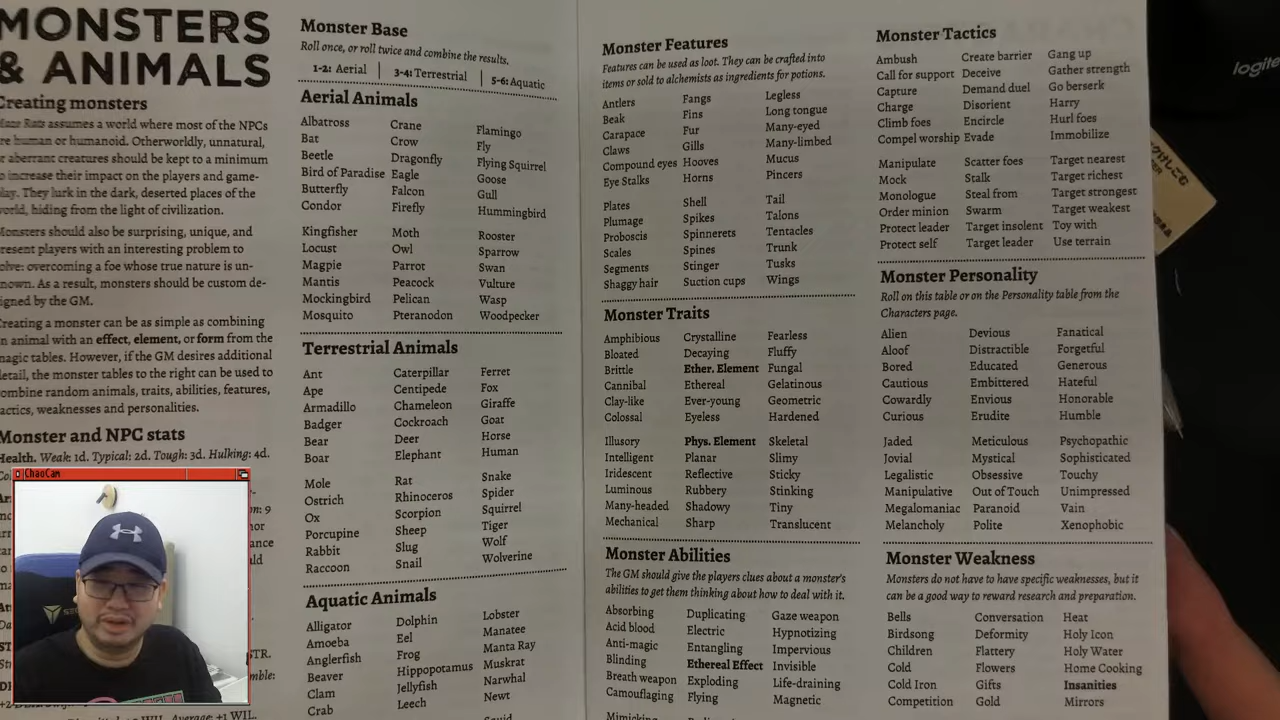 MONSTERS
& ANIMALS
Creating monsters
Maze Rats assumes a world where most of the NPCs
are human or humanoid. Otherworldly, unnatural,
or aberrant creatures should be kept to a minimum
to increase their impact on the players and game-
play. They lurk in the dark, deserted places of the
world, hiding from the light of civilization.
Monsters should also be surprising, unique, and
present players with an interesting problem to
solve: overcoming a foe whose true nature is un-
known. As a result, monsters should be custom de-
signed by the GM.
Creating a monster can be as simple as combining
an animal with an effect, element, or form from the
magic tables. However, if the GM desires additional
detail, the monster tables to the right can be used to
combine random animals, traits, abilities, features,
tactics, weaknesses and personalities.
Monster and NPC stats
Health. Weak: 1d. Typical: 2d. Tough: 3d. Hulking: 4d.
ChaoCam
Monster Base
Roll once, or roll twice and combine the results.
1-2: Aerial 3-4: Terrestrial 5-6: Aquatic
Aerial Animals
Albatross Crane Flamingo
Bat Crow Fly
Beetle Dragonfly Flying Squirrel
Bird of Paradise Eagle Goose
Butterfly Falcon Gull
Condor Firefly Hummingbird
Kingfisher Moth Rooster
Locust Owl Sparrow
Magpie Parrot Swan
Mantis Peacock Vulture
Mockingbird Pelican Wasp
Mosquito Pteranodon Woodpecker
Terrestrial Animals
Ant Caterpillar Ferret
Ape Centipede Fox
Armadillo Chameleon Giraffe
Badger Cockroach Goat
Bear Deer Horse
Boar Elephant Human
Mole Rat Snake
Ostrich Rhinoceros Spider
Ox Scorpion Squirrel
Porcupine Sheep Tiger
Rabbit Slug Wolf
Raccoon Snail Wolverine
Aquatic Animals
Alligator Dolphin Lobster
Amoeba Eel Manatee
Anglerfish Frog Manta Ray
Beaver Hippopotamus Muskrat
Clam Jellyfish Narwhal
Crab Leech Newt
Squid
Monster Features
Features can be used as loot. They can be crafted into
items or sold to alchemists as ingredients for potions.
Antlers Fangs Legless
Beak Fins Long tongue
Carapace Fur Many-eyed
Claws Gills Many-limbed
Compound eyes Hooves Mucus
Eye Stalks Horns Pincers
Plates Shell Tail
Plumage Spikes Talons
Proboscis Spinnerets Tentacles
Scales Spines Trunk
Segments Stinger Tusks
Shaggy hair Suction cups Wings
Monster Traits
Amphibious Crystalline Fearless
Bloated Decaying Fluffy
Brittle Ether. Element Fungal
Cannibal Ethereal Gelatinous
Clay-like Ever-young Geometric
Colossal Eyeless Hardened
Illusory Phys. Element Skeletal
Intelligent Planar Slimy
Iridescent Reflective Sticky
Luminous Rubbery Stinking
Many-headed Shadowy Tiny
Mechanical Sharp Translucent
Monster Abilities
The GM should give the players clues about a monster's
abilities to get them thinking about how to deal with it.
Absorbing Duplicating Gaze weapon
Acid blood Electric Hypnotizing
Anti-magic Entangling Impervious
Blinding Ethereal Effect Invisible
Breath weapon Exploding Life-draining
Camouflaging Flying Magnetic
Mimicking
Monster Tactics
Ambush Create barrier Gang up
Call for support Deceive Gather strength
Capture Demand duel Go berserk
Charge Disorient Harry
Climb foes Encircle Hurl foes
Compel worship Evade Immobilize
Manipulate Scatter foes Target nearest
Mock Stalk Target richest
Monologue Steal from Target strongest
Order minion Swarm Target weakest
Protect leader Target insolent Toy with
Protect self Target leader Use terrain
Monster Personality
Roll on this table or on the Personality table from the
Characters page.
Alien Devious Fanatical
Aloof Distractible Forgetful
Bored Educated Generous
Cautious Embittered Hateful
Cowardly Envious Honorable
Curious Erudite Humble
Jaded Meticulous Psychopathic
Jovial Mystical Sophisticated
Legalistic Obsessive Touchy
Manipulative Out of Touch Unimpressed
Megalomaniac Paranoid Vain
Melancholy Polite Xenophobic
Monster Weakness
Monsters do not have to have specific weaknesses, but it
can be a good way to reward research and preparation.
Bells Conversation Heat
Birdsong Deformity Holy Icon
Children Flattery Holy Water
Cold Flowers Home Cooking
Cold Iron Gifts Insanities
Competition Gold Mirrors
logite